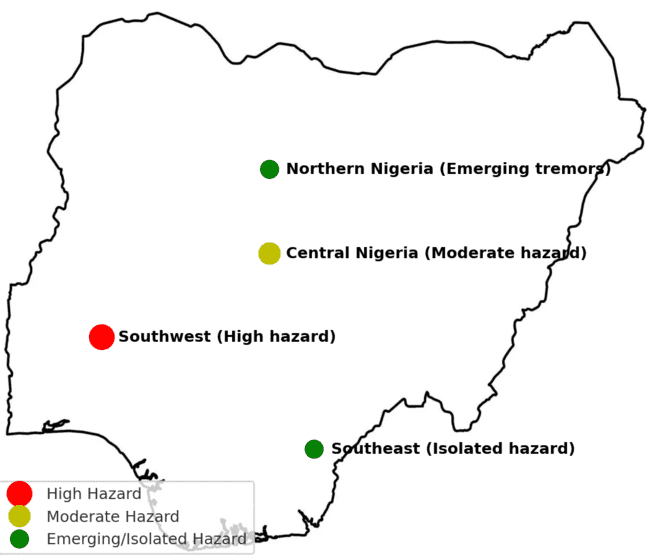 Northern Nigeria (Emerging tremors)
Central Nigeria (Moderate hazard)
Southwest (High hazard)
Southeast (Isolated hazard)
High Hazard
Moderate Hazard
Emerging/Isolated Hazard